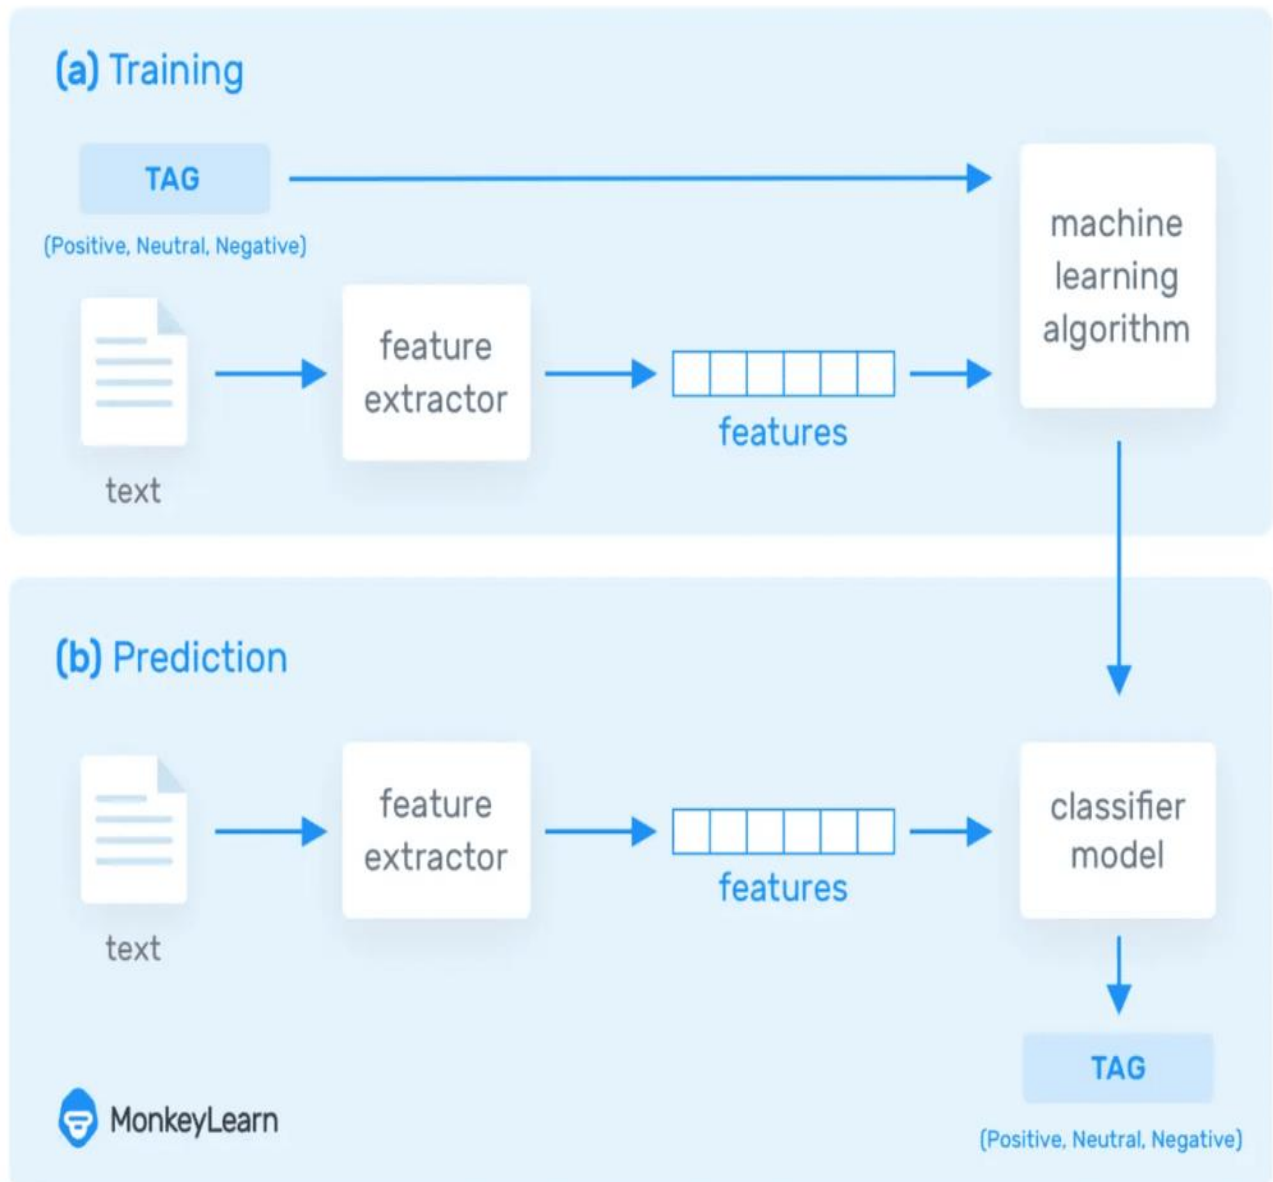 (a) Training
TAG
(Positive, Neutral, Negative)
machine
learning
algorithm
feature
extractor
features
text
(b) Prediction
feature
extractor
features
classifier
model
text
TAG
(Positive, Neutral, Negative)
MonkeyLearn